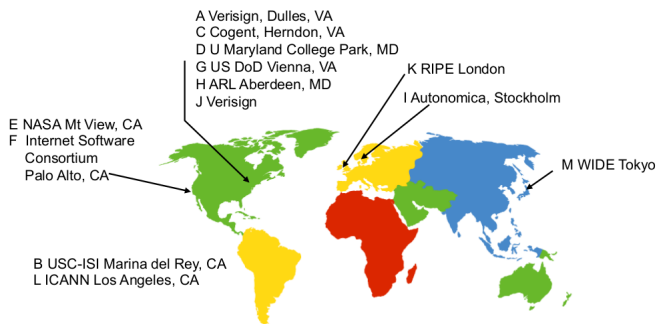 A Verisign, Dulles, VA
C Cogent, Herndon, VA
D U Maryland College Park, MD
G US DoD Vienna, VA
H ARL Aberdeen, MD
J Verisign
K RIPE London
I Autonomica, Stockholm
E NASA Mt View, CA
F Internet Software
Consortium
Palo Alto, CA
M WIDE Tokyo
B USC-ISI Marina del Rey, CA
L ICANN Los Angeles, CA